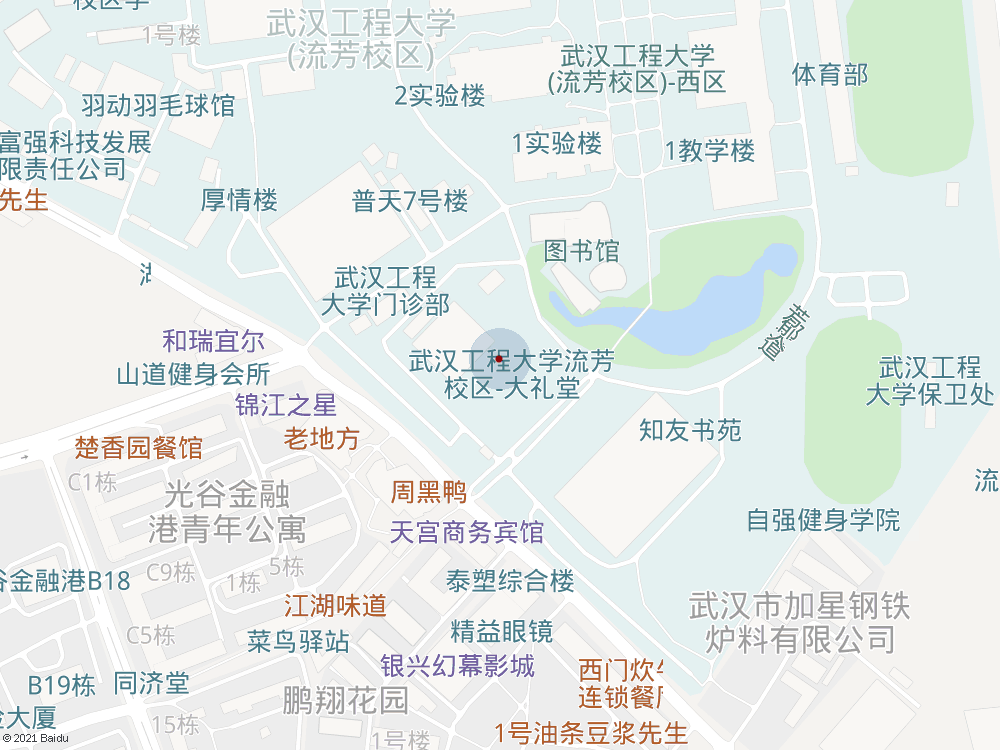 校区学
1号楼
武汉工程大学
(流芳校区)
武汉工程大学
(流芳校区)-西区
体育部
2实验楼
羽动羽毛球馆
1实验楼
1教学楼
富强科技发展
限责任公司
先生
厚情楼
普天7号楼
图书馆
武汉工程
大学门诊部
荒郧道
和瑞宜尔
山道健身会所
武汉工程大学流芳
校区-大礼堂
武汉工程
大学保卫处
锦江之星
老地方
知友书苑
楚香园餐馆
C1栋
周黑鸭
流
光谷金融
港青年公寓
天宫商务宾馆
自强健身学院
C9栋
5栋
1栋
谷金融港B18
泰塑综合楼
江湖味道
武汉市加星钢铁
炉料有限公司
C5栋
菜鸟驿站
精益眼镜
银兴幻幕影城
西门炊
连锁餐厅
B19栋
同济堂
鹏翔花园
大厦
15栋
1号楼
1号油条豆浆先生
© 2021 Baidu